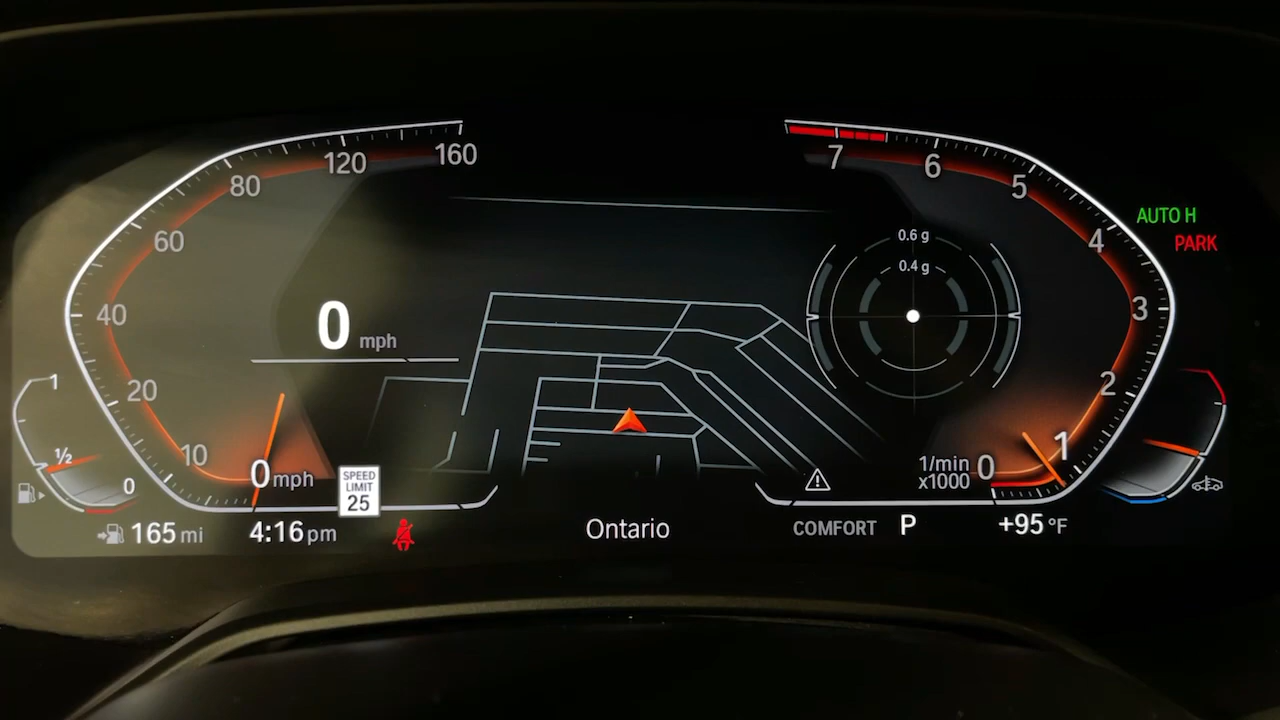 160
120
80
60
40
20
10
0 mph
0 mph
1
½
0
SPEED
LIMIT
25
165 mi
4:16 pm
Ontario
0.6 g
0.4 g
7
6
5
4
3
2
1
0
1/min
x1000
COMFORT
P
+95 °F
AUTO H
PARK